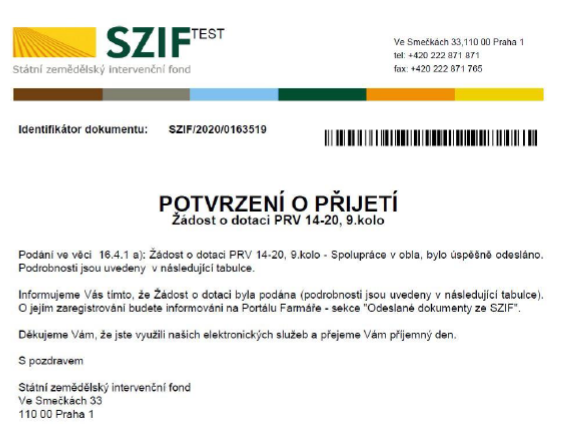 SZIF TEST
Státní zemědělský intervenční fond
Ve Smečkách 33,110 00 Praha 1
tel: +420 222 871 871
fax: +420 222 871 765
Identifikátor dokumentu: SZIF/2020/0163519
POTVRZENÍ O PŘIJETÍ
Žádost o dotaci PRV 14-20, 9.kolo
Podání ve věci 16.4.1 a): Žádost o dotaci PRV 14-20, 9.kolo - Spolupráce v obla, bylo úspěšně odesláno.
Podrobnosti jsou uvedeny v následující tabulce.
Informujeme Vás tímto, že Žádost o dotaci byla podána (podrobnosti jsou uvedeny v následující tabulce).
O jejím zaregistrování budete informováni na Portálu Farmáře - sekce "Odeslané dokumenty ze SZIF".
Děkujeme Vám, že jste využili našich elektronických služeb a přejeme Vám příjemný den.
S pozdravem
Státní zemědělský intervenční fond
Ve Smečkách 33
110 00 Praha 1